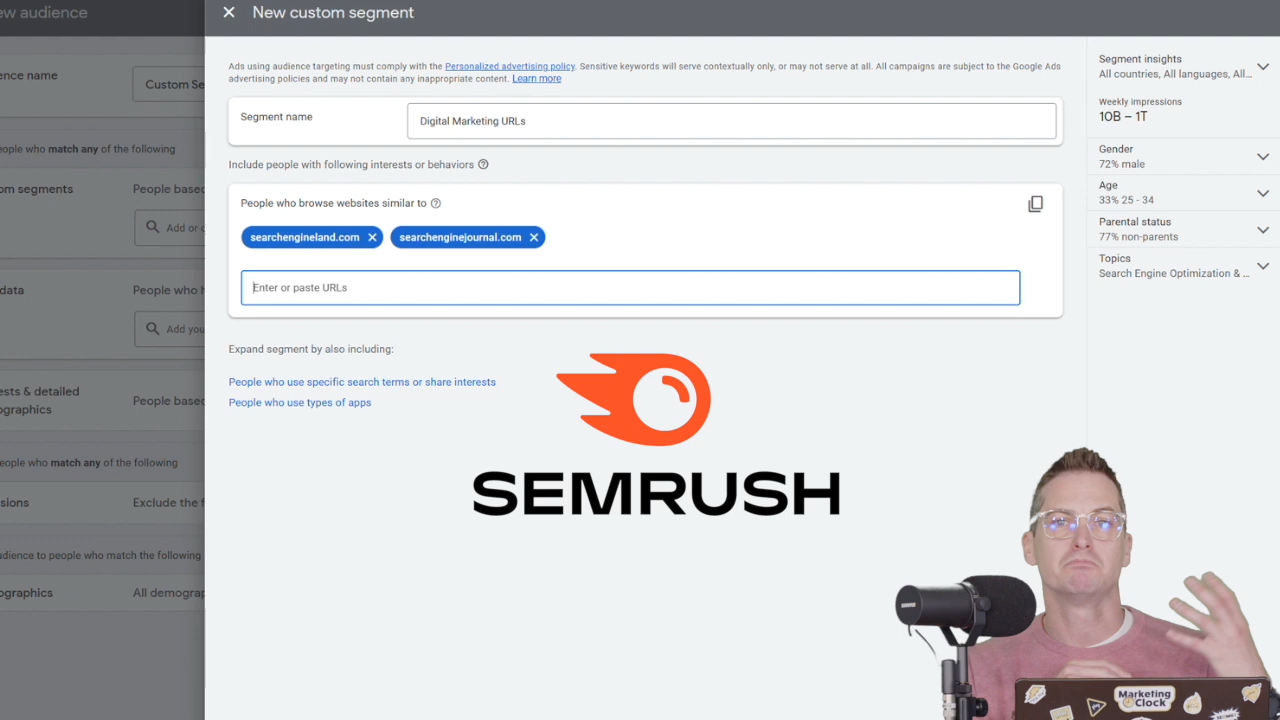 ew audience
New custom segment
ence name
Custom Se
eople who match any of the following
om segments
People based
Add or c
data
People who h
Add you
ests & detailed
ographics
People based
eople who match any of the following
sions
Exclude the f
udience to people who match the following
ographics
All demograp
Ads using audience targeting must comply with the Personalized advertising policy. Sensitive keywords will serve contextually only, or may not serve at all. All campaigns are subject to the Google Ads
advertising policies and may not contain any inappropriate content. Learn more
Segment name
Digital Marketing URLs
Include people with following interests or behaviors
People who browse websites similar to
searchengineland.com
searchenginejournal.com
Enter or paste URLs
Expand segment by also including:
People who use specific search terms or share interests
People who use types of apps
SEMRUSH
Segment insights
All countries, All languages, All...
Weekly impressions
10B – 1T
Gender
72% male
Age
33% 25 - 34
Parental status
77% non-parents
Topics
Search Engine Optimization & ...
SHURE
Marketing
O'Clock